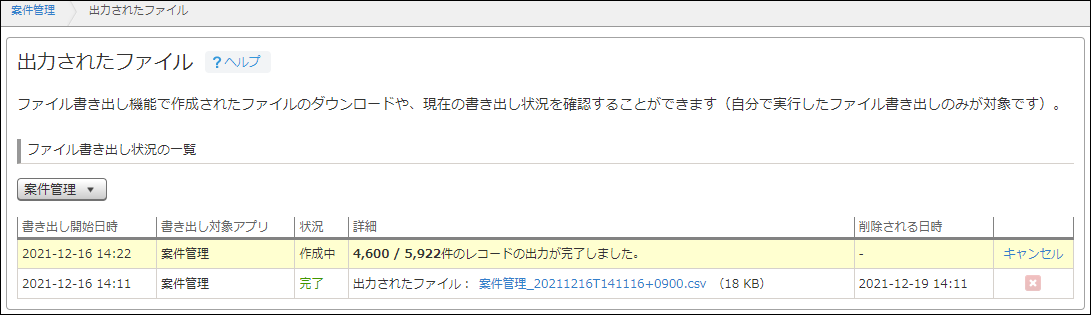 案件管理 出力されたファイル
出力されたファイル ?ヘルプ
ファイル書き出し機能で作成されたファイルのダウンロードや、現在の書き出し状況を確認することができます（自分で実行したファイル書き出しのみが対象です）。
ファイル書き出し状況の一覧
案件管理
書き出し開始日時 書き出し対象アプリ 状況 詳細 削除される日時
2021-12-16 14:22 案件管理 作成中 4,600 / 5,922件のレコードの出力が完了しました。 - キャンセル
2021-12-16 14:11 案件管理 完了 出力されたファイル： 案件管理_20211216T141116+0900.csv （18 KB） 2021-12-19 14:11